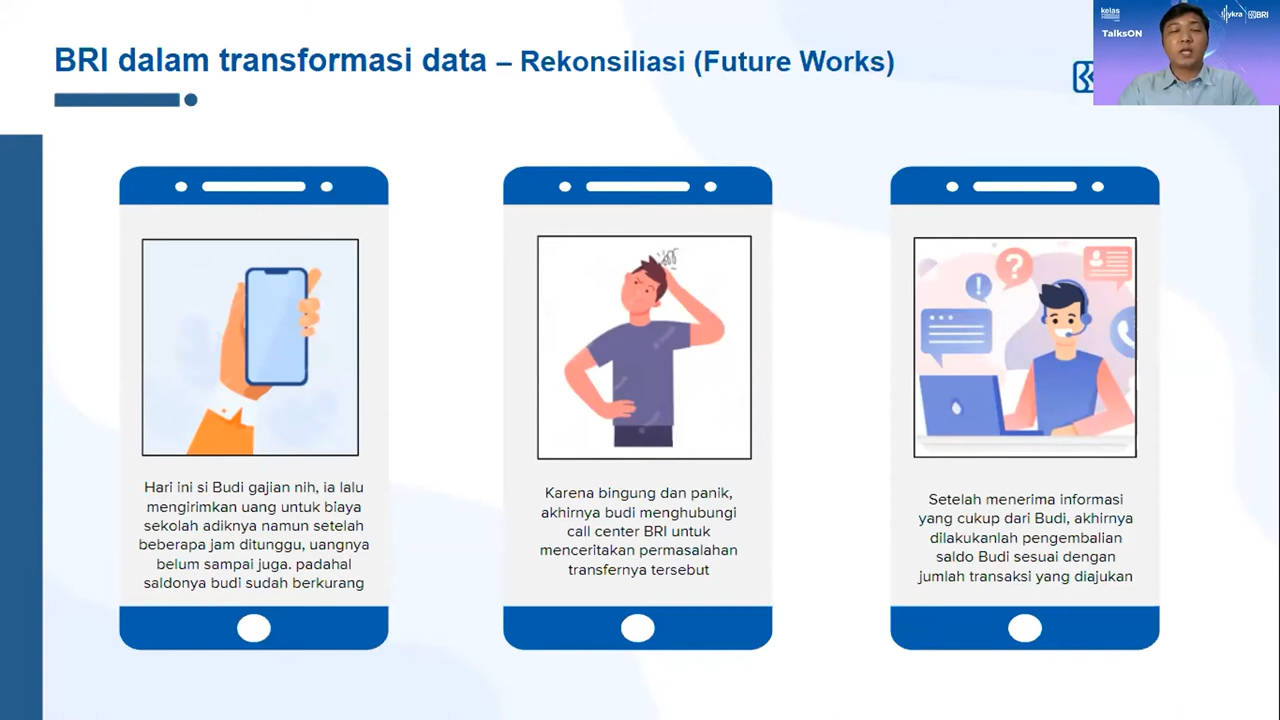 BRI dalam transformasi data – Rekonsiliasi (Future Works)
kelas
TalksON
ykra
BRI
Hari ini si Budi gajian nih, ia lalu
mengirimkan uang untuk biaya
sekolah adiknya namun setelah
beberapa jam ditunggu, uangnya
belum sampai juga. padahal
saldonya budi sudah berkurang
Karena bingung dan panik,
akhirnya budi menghubungi
call center BRI untuk
menceritakan permasalahan
transfernya tersebut
Setelah menerima informasi
yang cukup dari Budi, akhirnya
dilakukanlah pengembalian
saldo Budi sesuai dengan
jumlah transaksi yang diajukan